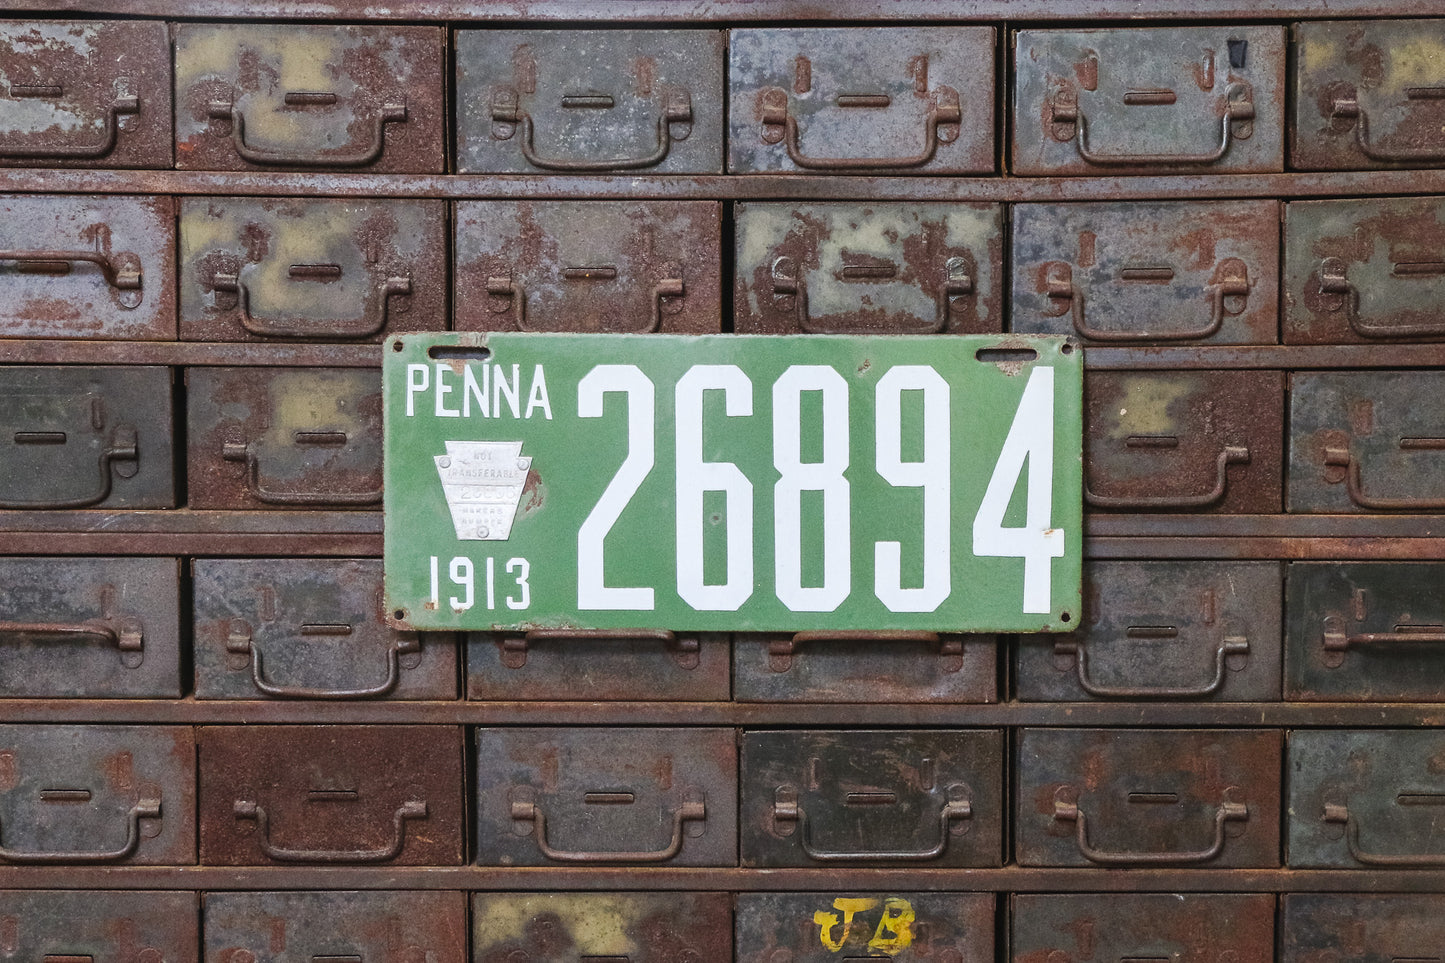 PENNA
26894
NOT
TRANSFERABLE
MAKERS
NUMBER
1913
JB